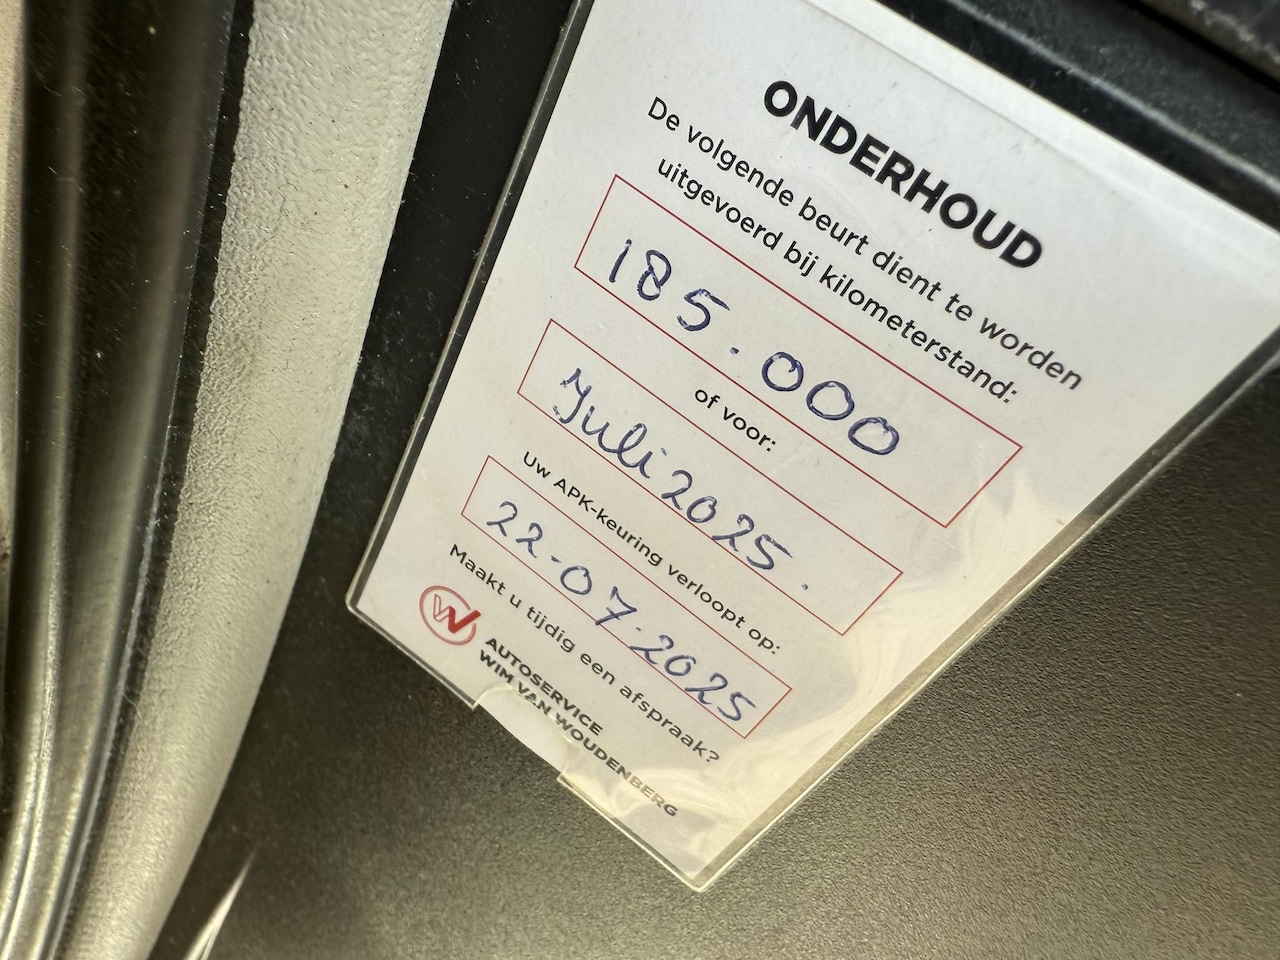 ONDERHOUD
De volgende beurt dient te worden
uitgevoerd bij kilometerstand:
185.000
of voor:
Juli 2025.
Uw APK-keuring verloopt op:
22-07-2025
Maakt u tijdig een afspraak?
AUTOSERVICE
WIM VAN WOUDENBERG